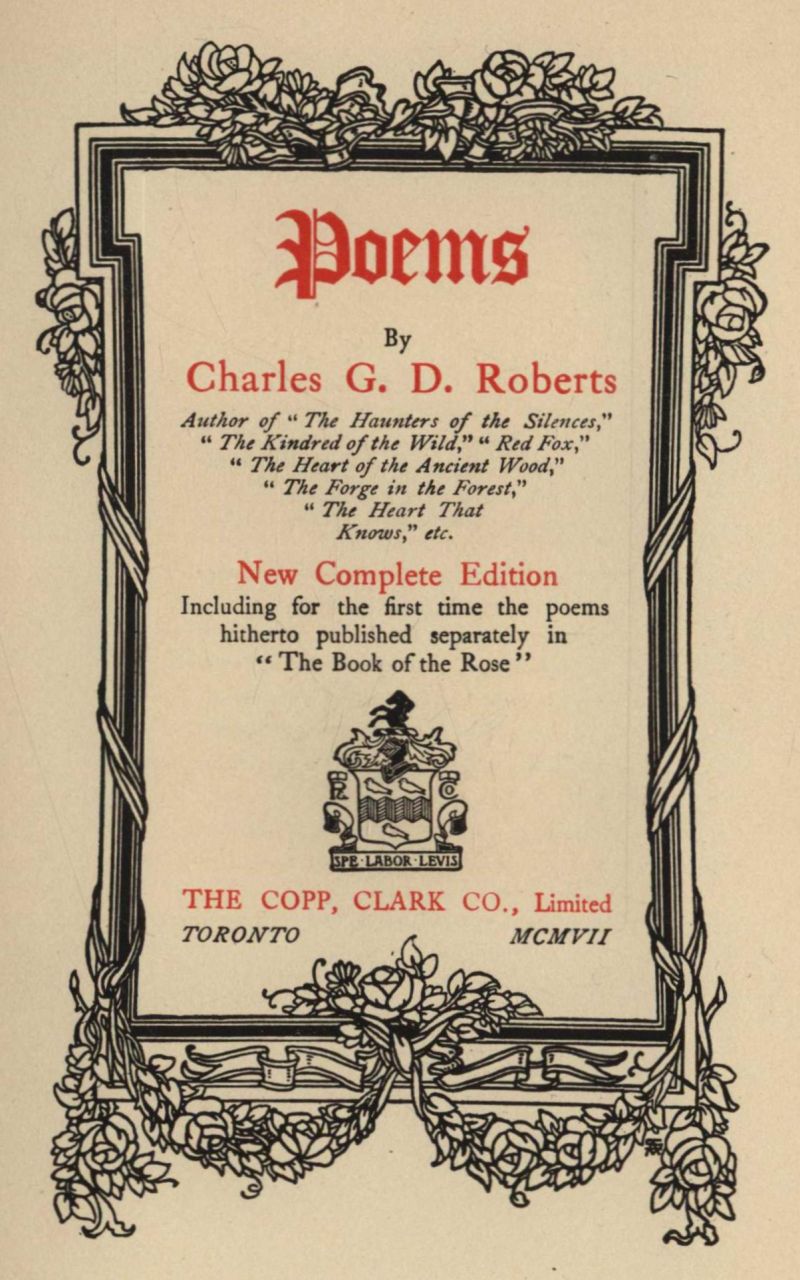 Poems
By
Charles G. D. Roberts
Author of "The Haunters of the Silences,"
"The Kindred of the Wild," "Red Fox,"
"The Heart of the Ancient Wood,"
"The Forge in the Forest,"
"The Heart That
Knows," etc.
New Complete Edition
Including for the first time the poems
hitherto published separately in
"The Book of the Rose"
SPE·LABOR·LEVIS
THE COPP, CLARK CO., Limited
TORONTO MCMVII